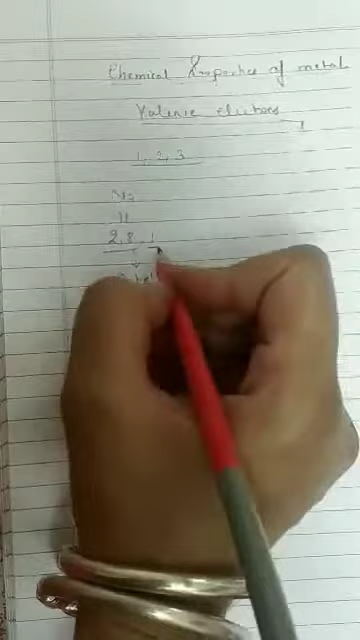 Chemical Properties of metal
Valence electrons
1, 2, 3
Na
11
2, 8, 1